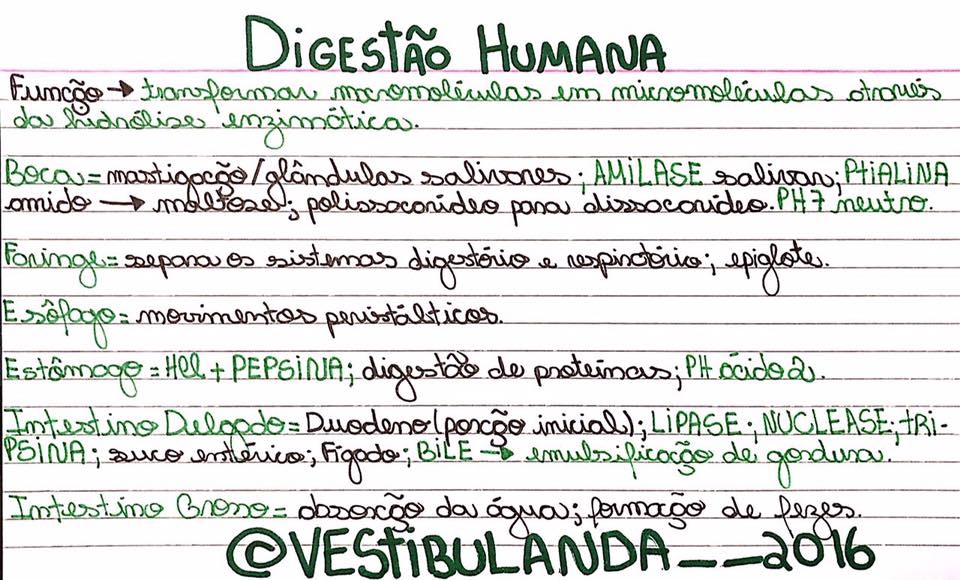 DIGESTÃO HUMANA
Função → transformar macromoléculas em micromoléculas através
da hidrólise enzimática.
Boca = mastigação/glândulas salivares; AMILASE salivar; PTIALINA
amido → maltose; polissacarídeo para dissacarídeo. PH 7 neutro.
Faringe = separa os sistemas digestório e respiratório; epiglote.
Esôfago = movimentos peristálticos.
Estômago = HCl + PEPSINA; digestão de proteínas; PH ácido 2.
Intestino Delgado = Duodeno (porção inicial); LIPASE; NUCLEASE; TRI-
PSINA; suco entérico; Fígado; BILE → emulsificação de gordura.
Intestino Grosso = absorção da água; formação de fezes.
@VESTIBULANDA__2016